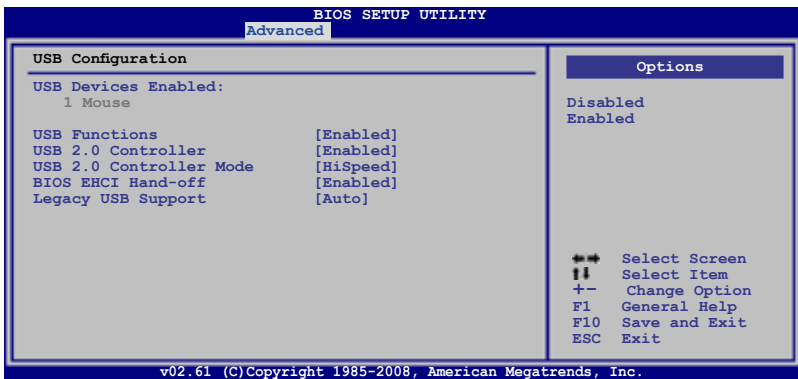 BIOS SETUP UTILITY
Advanced
USB Configuration
USB Devices Enabled:
1 Mouse
USB Functions [Enabled]
USB 2.0 Controller [Enabled]
USB 2.0 Controller Mode [HiSpeed]
BIOS EHCI Hand-off [Enabled]
Legacy USB Support [Auto]
Options
Disabled
Enabled
←→ Select Screen
↑↓ Select Item
+- Change Option
F1 General Help
F10 Save and Exit
ESC Exit
v02.61 (C)Copyright 1985-2008, American Megatrends, Inc.